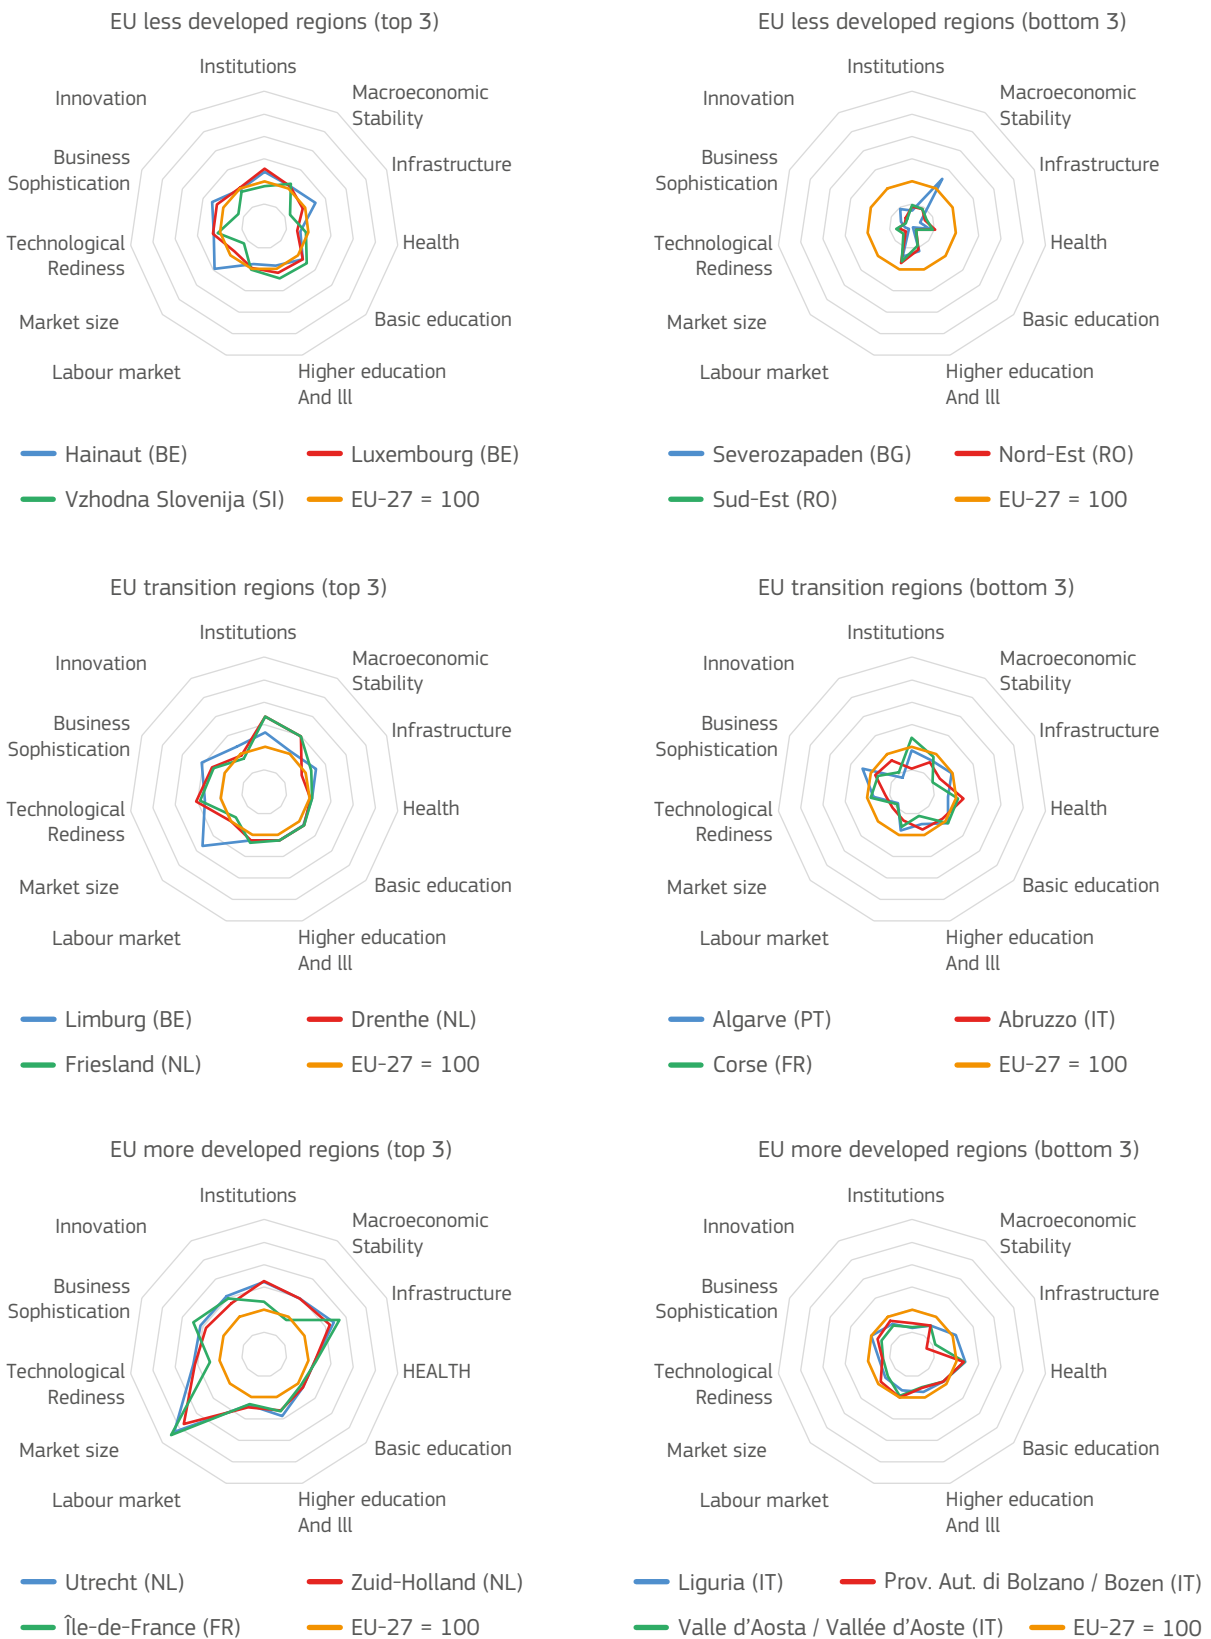 EU less developed regions (top 3)
Institutions
Macroeconomic
Stability
Infrastructure
Health
Basic education
Higher education
And lll
Labour market
Market size
Technological
Rediness
Business
Sophistication
Innovation
Hainaut (BE)
Luxembourg (BE)
Vzhodna Slovenija (SI)
EU-27 = 100
EU less developed regions (bottom 3)
Institutions
Macroeconomic
Stability
Infrastructure
Health
Basic education
Higher education
And lll
Labour market
Market size
Technological
Rediness
Business
Sophistication
Innovation
Severozapaden (BG)
Nord-Est (RO)
Sud-Est (RO)
EU-27 = 100
EU transition regions (top 3)
Institutions
Macroeconomic
Stability
Infrastructure
Health
Basic education
Higher education
And lll
Labour market
Market size
Technological
Rediness
Business
Sophistication
Innovation
Limburg (BE)
Drenthe (NL)
Friesland (NL)
EU-27 = 100
EU transition regions (bottom 3)
Institutions
Macroeconomic
Stability
Infrastructure
Health
Basic education
Higher education
And lll
Labour market
Market size
Technological
Rediness
Business
Sophistication
Innovation
Algarve (PT)
Abruzzo (IT)
Corse (FR)
EU-27 = 100
EU more developed regions (top 3)
Institutions
Macroeconomic
Stability
Infrastructure
HEALTH
Basic education
Higher education
And lll
Labour market
Market size
Technological
Rediness
Business
Sophistication
Innovation
Utrecht (NL)
Zuid-Holland (NL)
Île-de-France (FR)
EU-27 = 100
EU more developed regions (bottom 3)
Institutions
Macroeconomic
Stability
Infrastructure
Health
Basic education
Higher education
And lll
Labour market
Market size
Technological
Rediness
Business
Sophistication
Innovation
Liguria (IT)
Prov. Aut. di Bolzano / Bozen (IT)
Valle d'Aosta / Vallée d'Aoste (IT)
EU-27 = 100